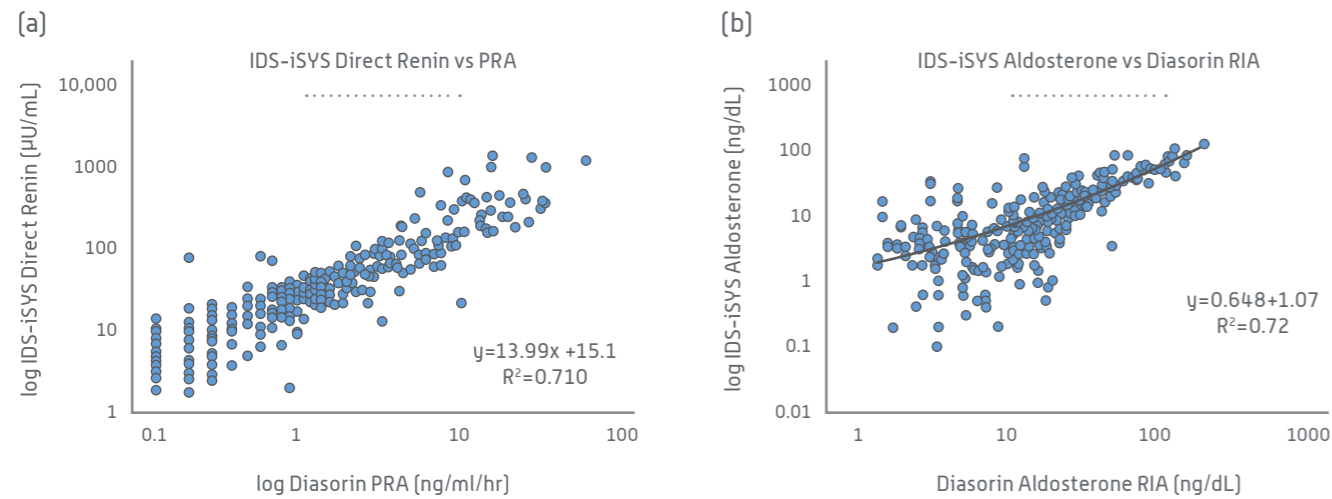 (a)
IDS-iSYS Direct Renin vs PRA
log IDS-iSYS Direct Renin (µU/mL)
10,000
1000
100
10
1
y=13.99x +15.1
R²=0.710
0.1 1 10 100
log Diasorin PRA (ng/ml/hr)
(b)
IDS-iSYS Aldosterone vs Diasorin RIA
log IDS-iSYS Aldosterone (ng/dL)
1000
100
10
1
0.1
0.01
y=0.648+1.07
R²=0.72
1 10 100 1000
Diasorin Aldosterone RIA (ng/dL)